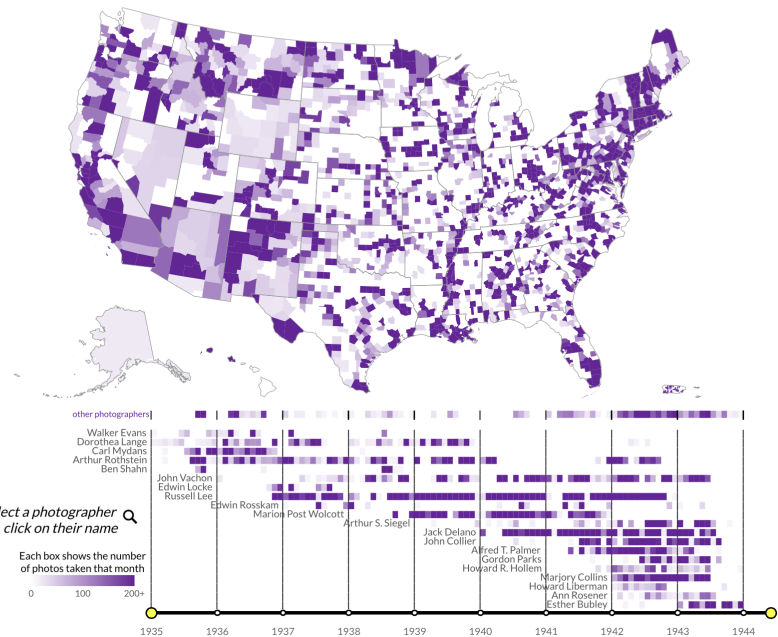 other photographers
Walker Evans
Dorothea Lange
Carl Mydans
Arthur Rothstein
Ben Shahn
John Vachon
Edwin Locke
Russell Lee
Edwin Rosskam
Marion Post Wolcott
Arthur S. Siegel
Jack Delano
John Collier
Alfred T. Palmer
Gordon Parks
Howard R. Hollem
Marjory Collins
Howard Liberman
Ann Rosener
Esther Bubley
lect a photographer
click on their name
Each box shows the number
of photos taken that month
0 100 200+
1935 1936 1937 1938 1939 1940 1941 1942 1943 1944